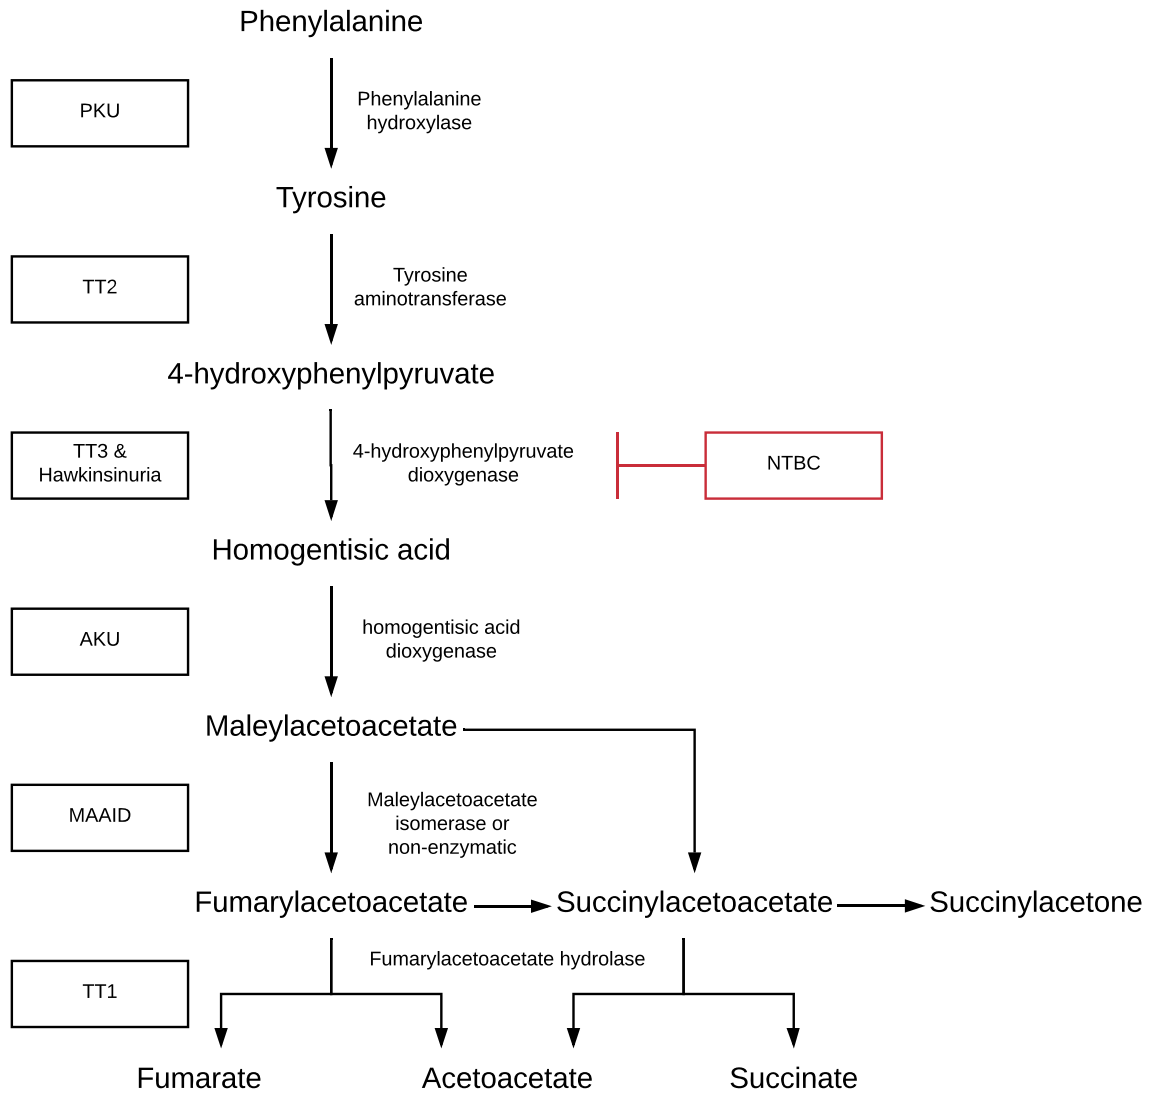 Phenylalanine
PKU
Phenylalanine
hydroxylase
Tyrosine
TT2
Tyrosine
aminotransferase
4-hydroxyphenylpyruvate
TT3 &
Hawkinsinuria
4-hydroxyphenylpyruvate
dioxygenase
NTBC
Homogentisic acid
AKU
homogentisic acid
dioxygenase
Maleylacetoacetate
MAAID
Maleylacetoacetate
isomerase or
non-enzymatic
Fumarylacetoacetate
Succinylacetoacetate
Succinylacetone
TT1
Fumarylacetoacetate hydrolase
Fumarate
Acetoacetate
Succinate